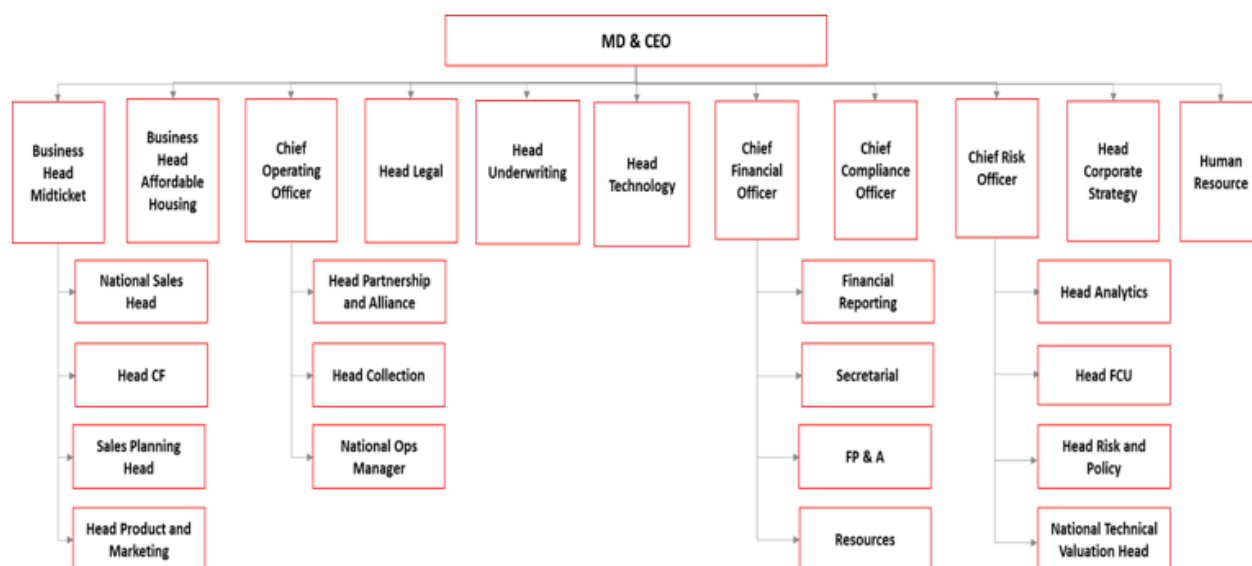 MD & CEO
Business
Head
Midticket
Business
Head
Affordable
Housing
Chief
Operating
Officer
Head Legal
Head
Underwriting
Head
Technology
Chief
Financial
Officer
Chief
Compliance
Officer
Chief Risk
Officer
Head
Corporate
Strategy
Human
Resource
National Sales
Head
Head CF
Sales Planning
Head
Head Product and
Marketing
Head Partnership
and Alliance
Head Collection
National Ops
Manager
Financial
Reporting
Secretarial
FP & A
Resources
Head Analytics
Head FCU
Head Risk and
Policy
National Technical
Valuation Head